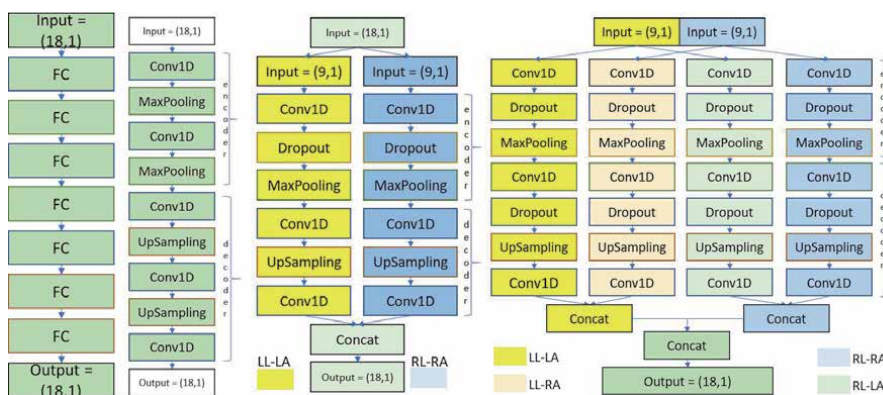 Input =
(18,1)
FC
FC
FC
FC
FC
FC
FC
Output =
(18,1)
Input = (18,1)
Conv1D
MaxPooling
Conv1D
MaxPooling
Conv1D
UpSampling
Conv1D
UpSampling
Conv1D
Output = (18,1)
encoder
decoder
Input = (18,1)
Input = (9,1)
Conv1D
Dropout
MaxPooling
Conv1D
UpSampling
Conv1D
Input = (9,1)
Conv1D
Dropout
MaxPooling
Conv1D
UpSampling
Conv1D
encoder
decoder
Concat
Output = (18,1)
LL-LA
RL-RA
Input = (9,1)
Input = (9,1)
Conv1D
Dropout
MaxPooling
Conv1D
Dropout
UpSampling
Conv1D
Conv1D
Dropout
MaxPooling
Conv1D
Dropout
UpSampling
Conv1D
Conv1D
Dropout
MaxPooling
Conv1D
Dropout
UpSampling
Conv1D
Conv1D
Dropout
MaxPooling
Conv1D
Dropout
UpSampling
Conv1D
Concat
Concat
Concat
Output = (18,1)
LL-LA
LL-RA
RL-RA
RL-LA